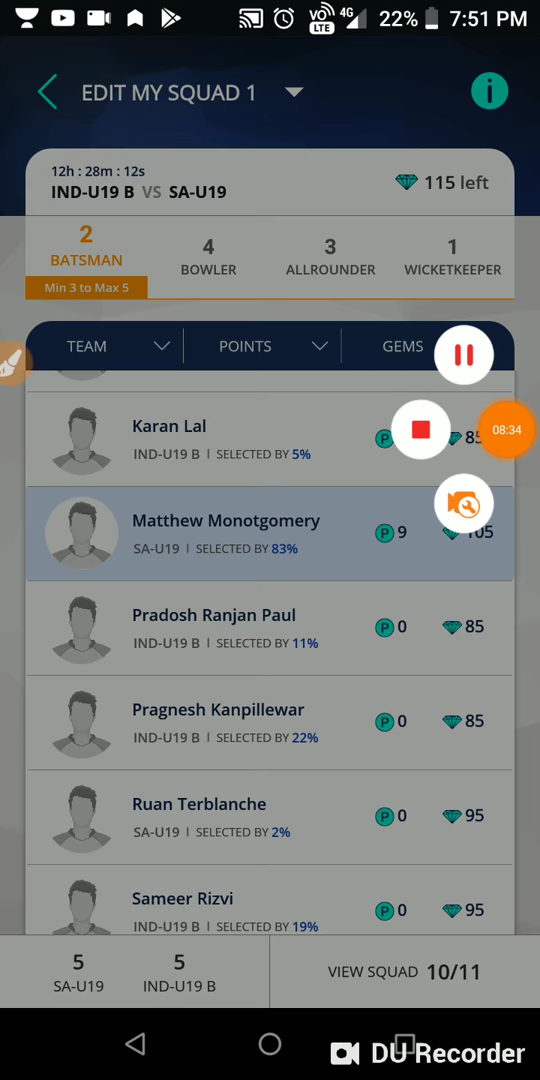 VO LTE 4G 22% 7:51 PM
EDIT MY SQUAD 1
i
12h : 28m : 12s
IND-U19 B VS SA-U19
115 left
2 4 3 1
BATSMAN BOWLER ALLROUNDER WICKETKEEPER
Min 3 to Max 5
TEAM POINTS GEMS
Karan Lal
IND-U19 B | SELECTED BY 5%
P 85
08:34
Matthew Monotgomery
SA-U19 | SELECTED BY 83%
P 9 105
Pradosh Ranjan Paul
IND-U19 B | SELECTED BY 11%
P 0 85
Pragnesh Kanpillewar
IND-U19 B | SELECTED BY 22%
P 0 85
Ruan Terblanche
SA-U19 | SELECTED BY 2%
P 0 95
Sameer Rizvi
IND-U19 B | SELECTED BY 19%
P 0 95
5 5
SA-U19 IND-U19 B
VIEW SQUAD 10/11
DU Recorder